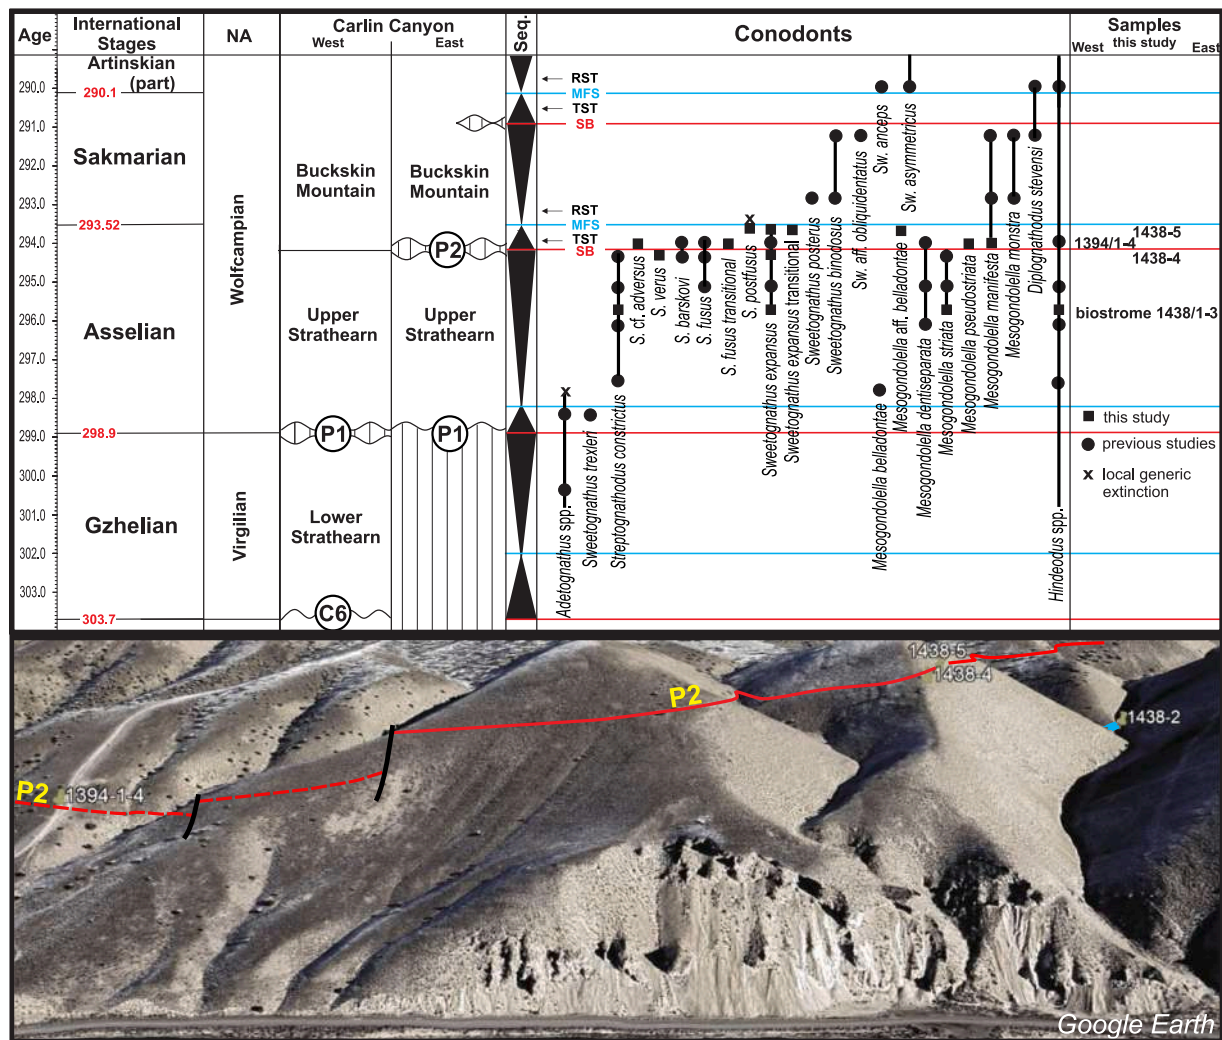 Age
International
Stages
NA
Carlin Canyon
West
East
Seq.
Conodonts
Samples
this study
West
East
Artinskian
(part)
290.0
291.0
292.0
293.0
294.0
295.0
296.0
297.0
298.0
299.0
300.0
301.0
302.0
303.0
290.1
Sakmarian
293.52
Asselian
298.9
Gzhelian
303.7
Wolfcampian
Virgilian
Buckskin
Mountain
Buckskin
Mountain
P2
Upper
Strathearn
Upper
Strathearn
P1
P1
Lower
Strathearn
C6
RST
MFS
TST
SB
RST
MFS
TST
SB
Adetognathus spp.
Sweetognathus trexleri
Streptognathodus constrictus
S. cf. adversus
S. verus
S. barskovi
S. fusus
S. fusus transitional
S. postfusus
Sweetognathus expansus
Sweetognathus expansus transitional
Sweetognathus posterus
Sweetognathus binodosus
Sw. aff. obliquidentatus
Sw. anceps
Mesogondolella belladontae
Sw. asymmetricus
Mesogondolella aff. belladontae
Mesogondolella dentiseparata
Mesogondolella striata
Mesogondolella pseudostriata
Mesogondolella manifesta
Mesogondolella monstra
Diplognathodus stevensi
Hindeodus spp.
x
x
1438-5
1394/1-4
1438-4
biostrome 1438/1-3
this study
previous studies
x local generic
extinction
1438-5
1438-4
P2
1438-2
P2
1394-1-4
Google Earth